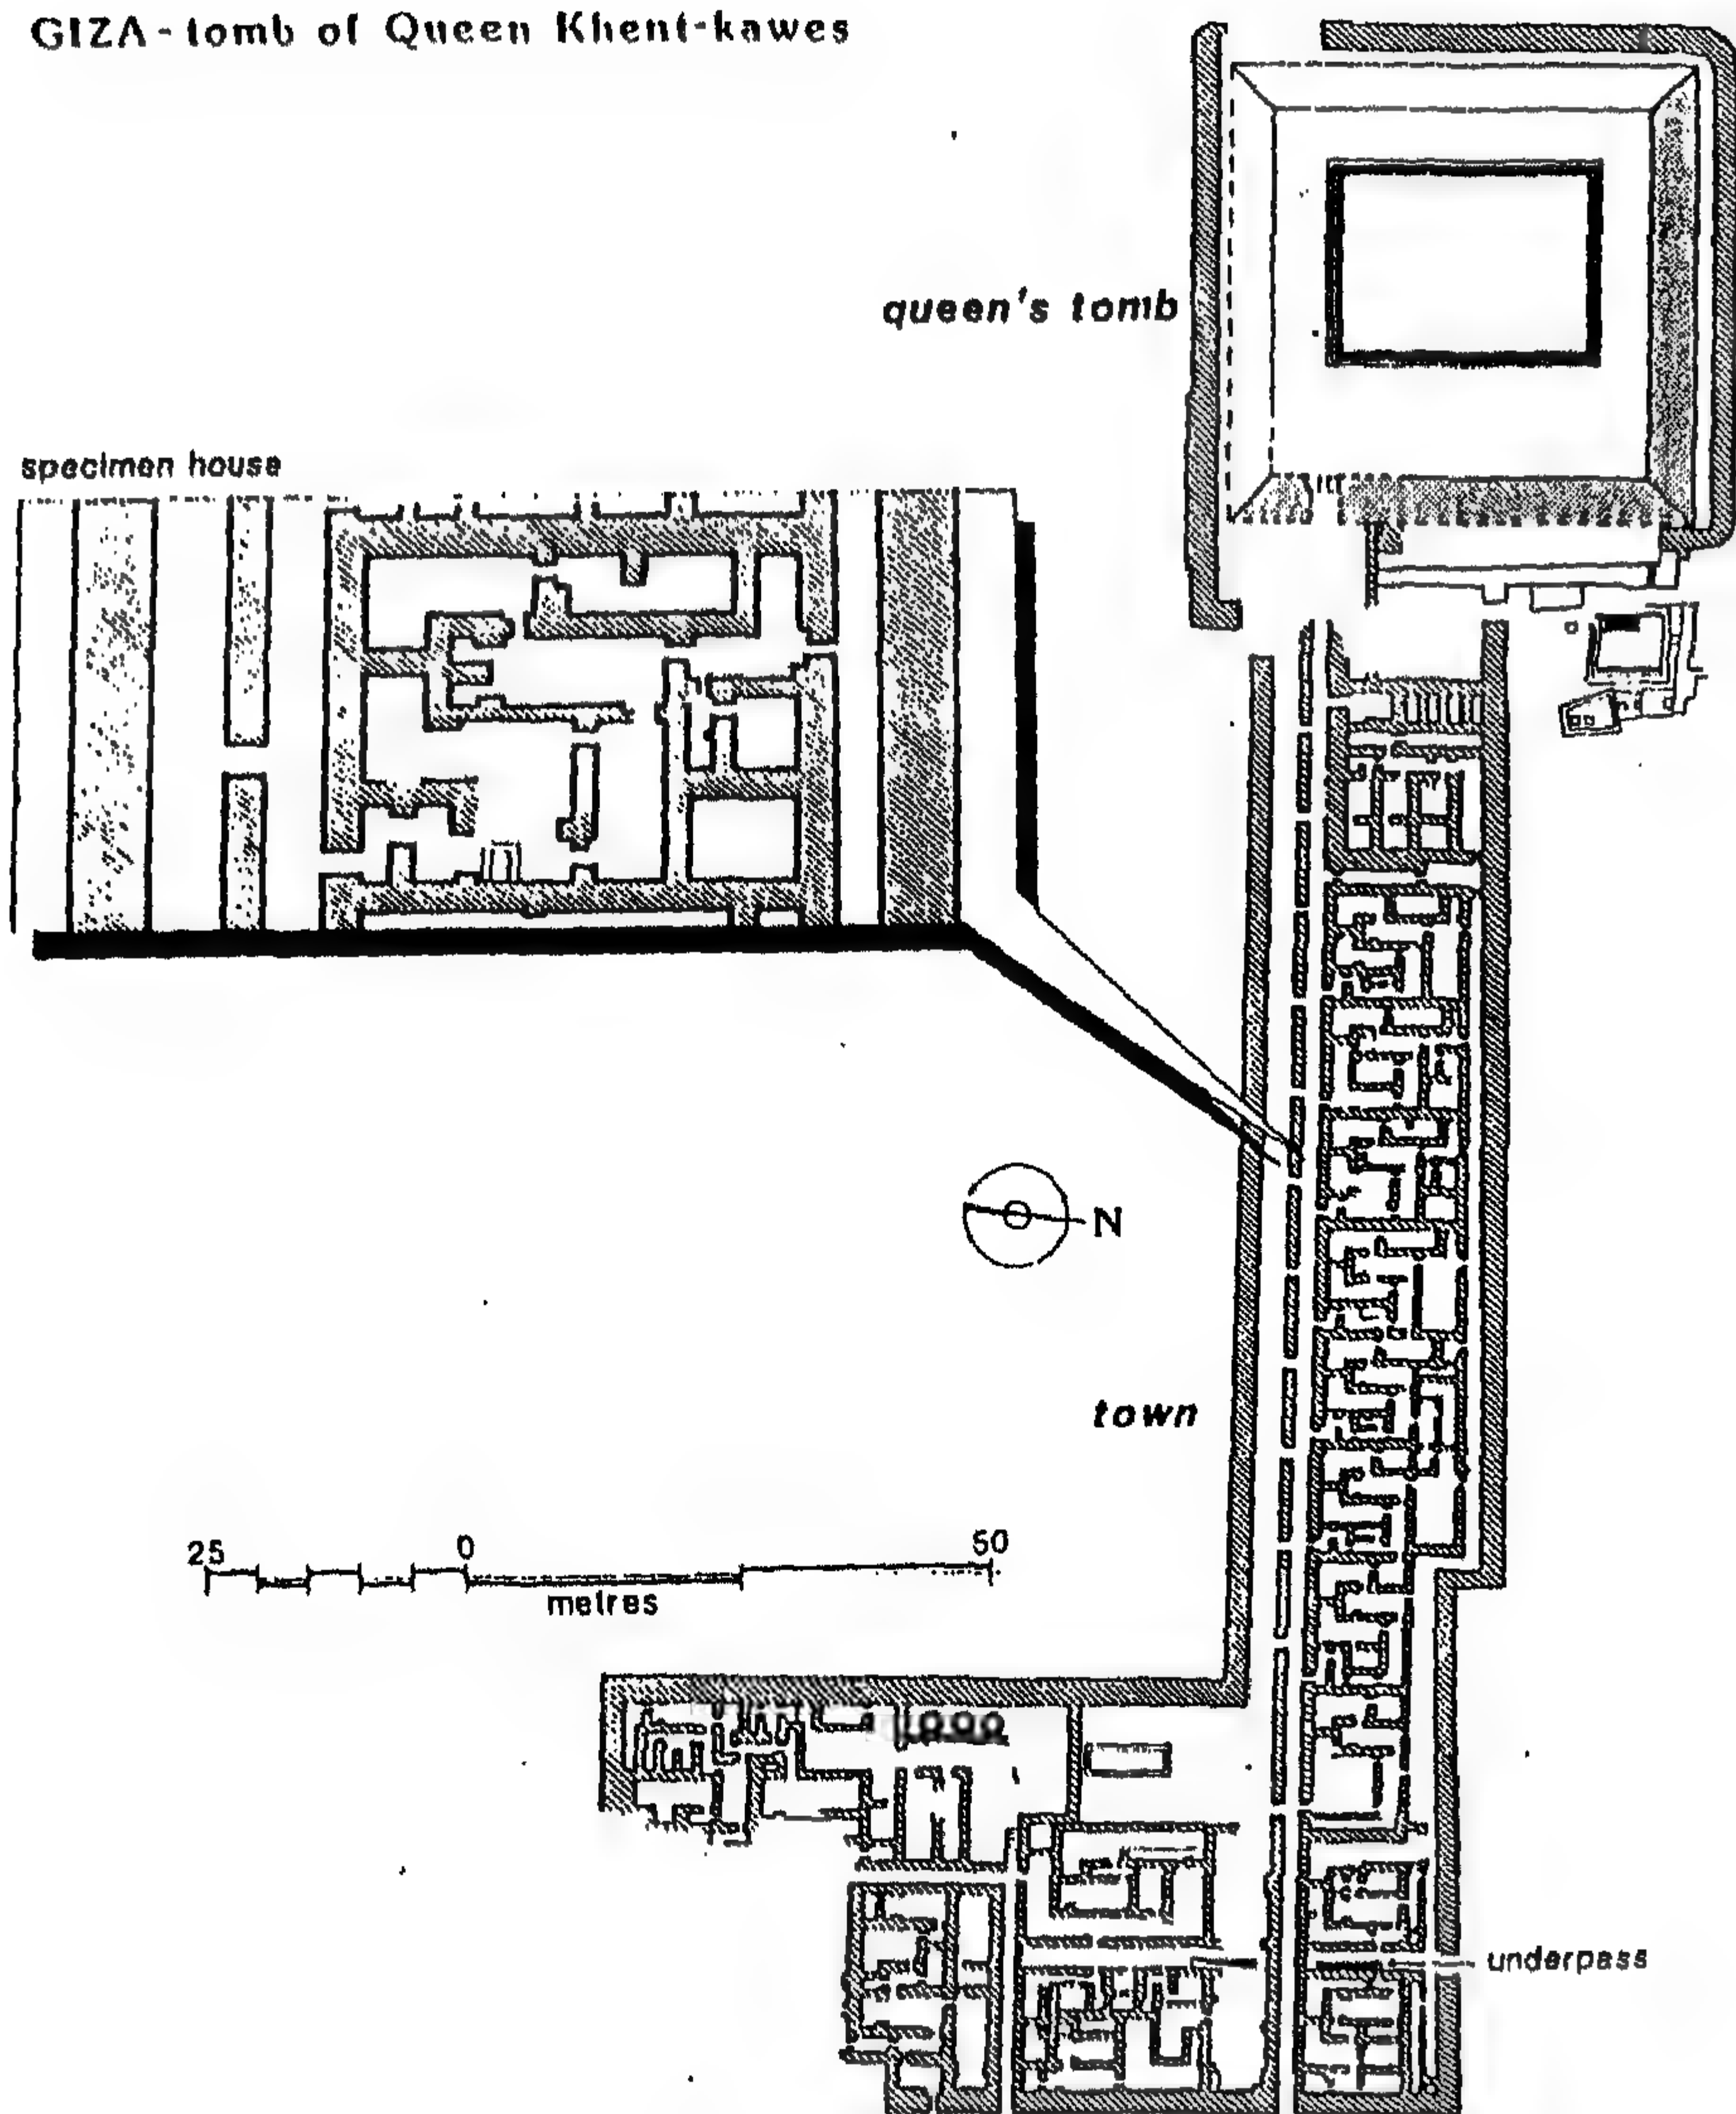 GIZA - tomb of Queen Khent-kawes
queen's tomb
specimen house
N
town
25 0 50
metres
underpass